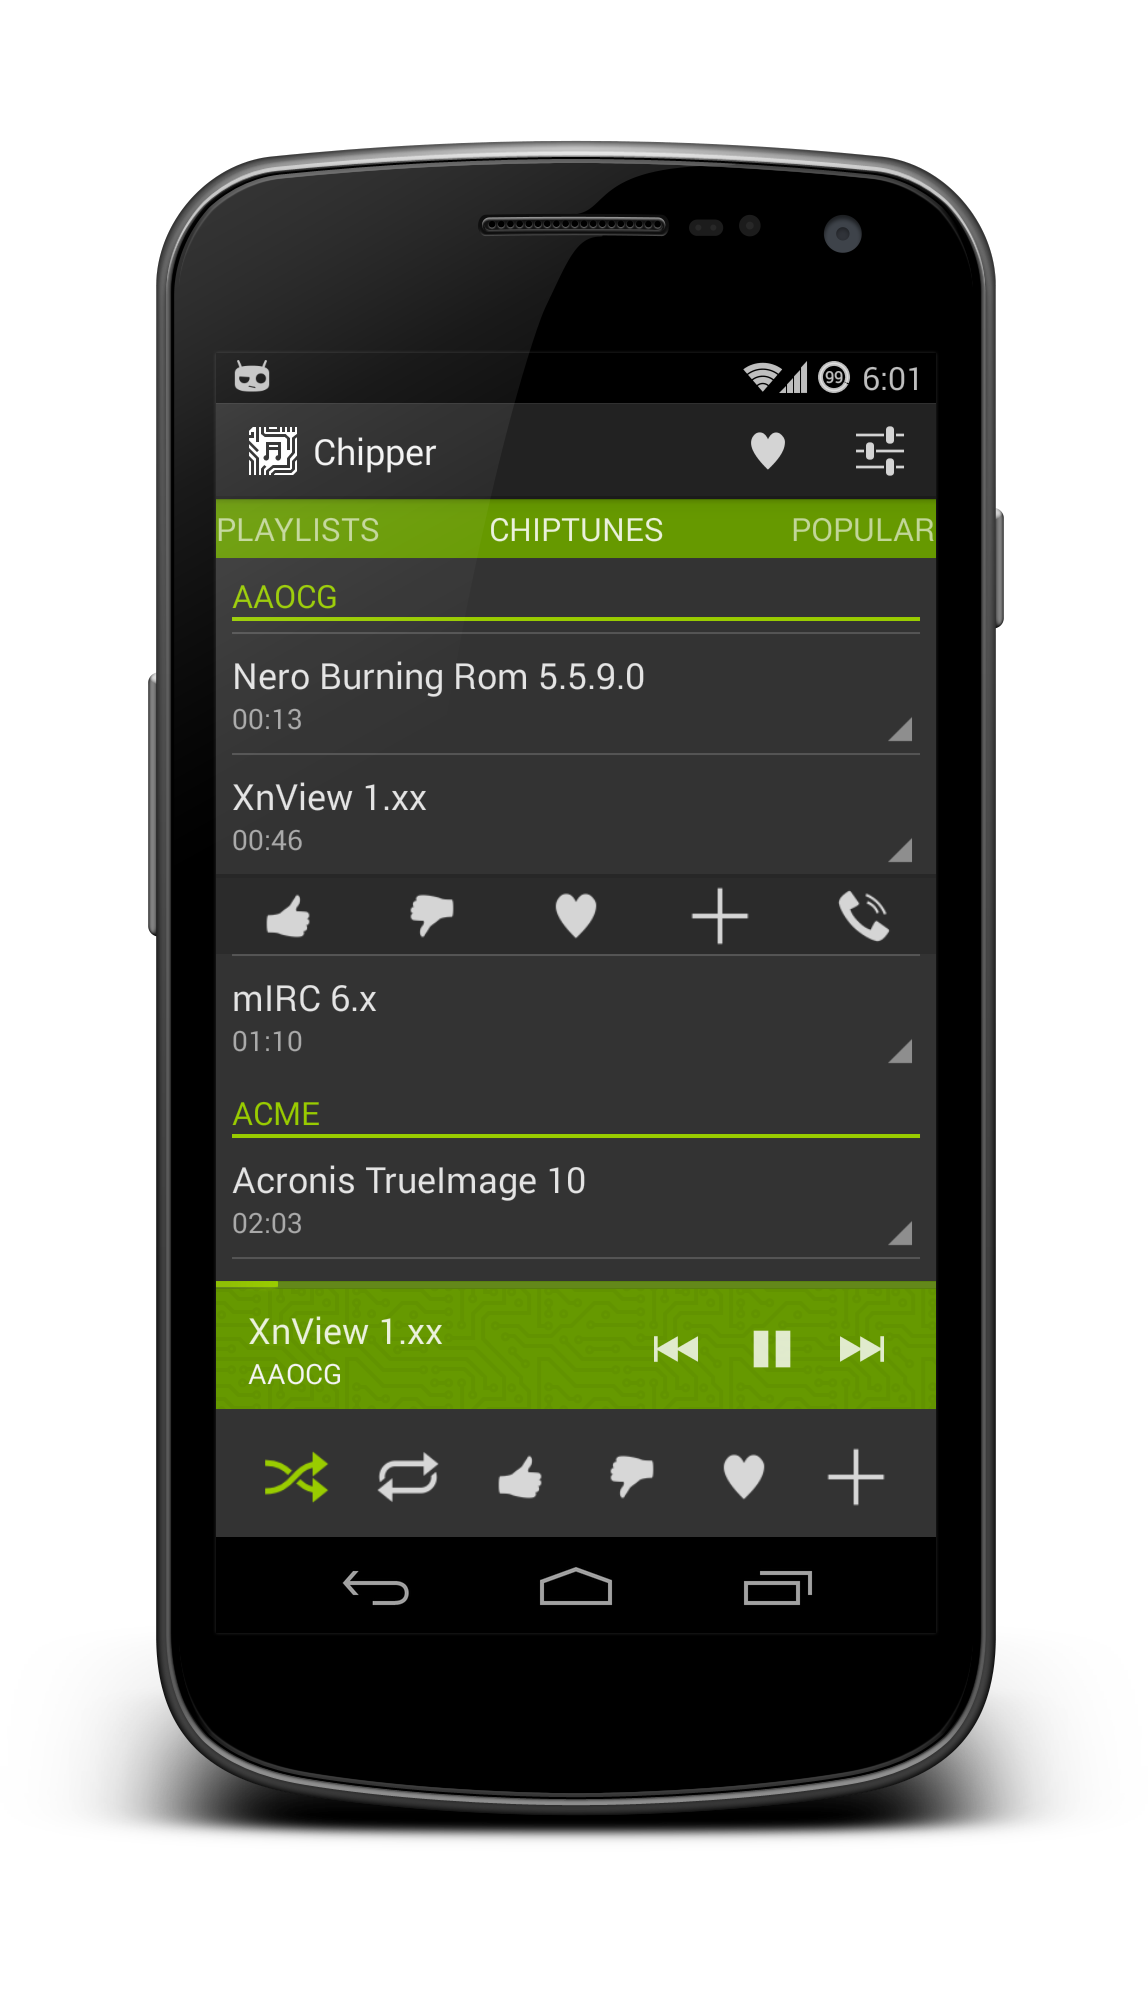 99 6:01
Chipper
PLAYLISTS CHIPTUNES POPULAR
AAOCG
Nero Burning Rom 5.5.9.0
00:13
XnView 1.xx
00:46
mIRC 6.x
01:10
ACME
Acronis TrueImage 10
02:03
XnView 1.xx
AAOCG